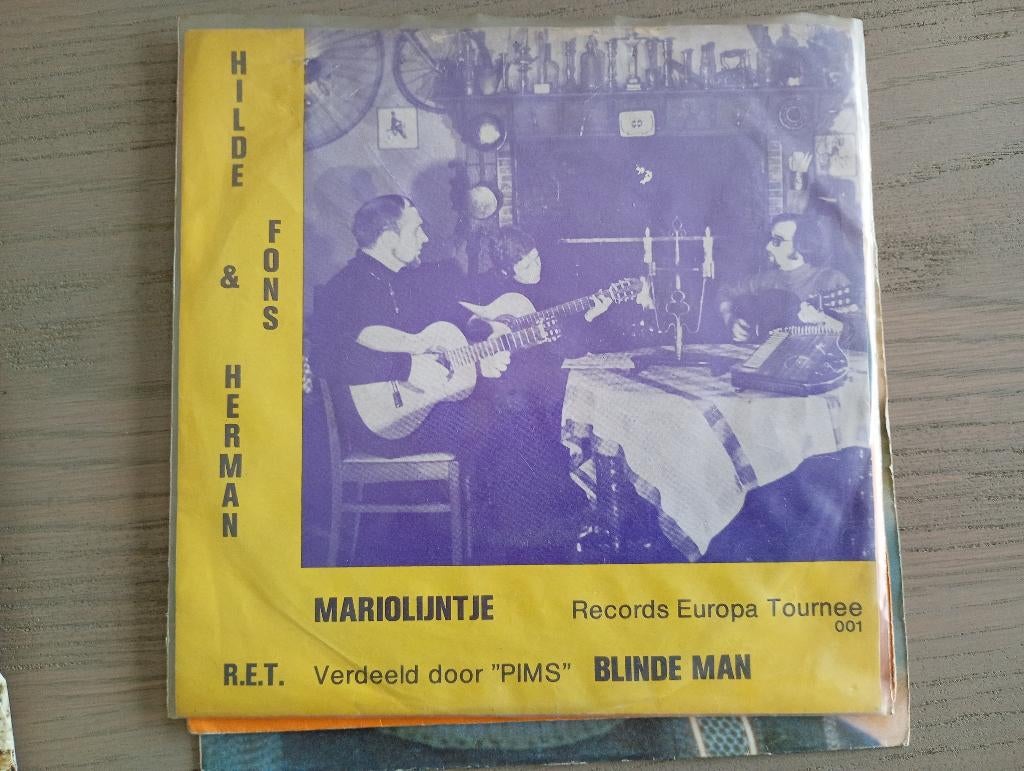 HILDE
FONS
&
HERMAN
MARIOLIJNTJE
Records Europa Tournee
001
R.E.T.
Verdeeld door "PIMS"
BLINDE MAN